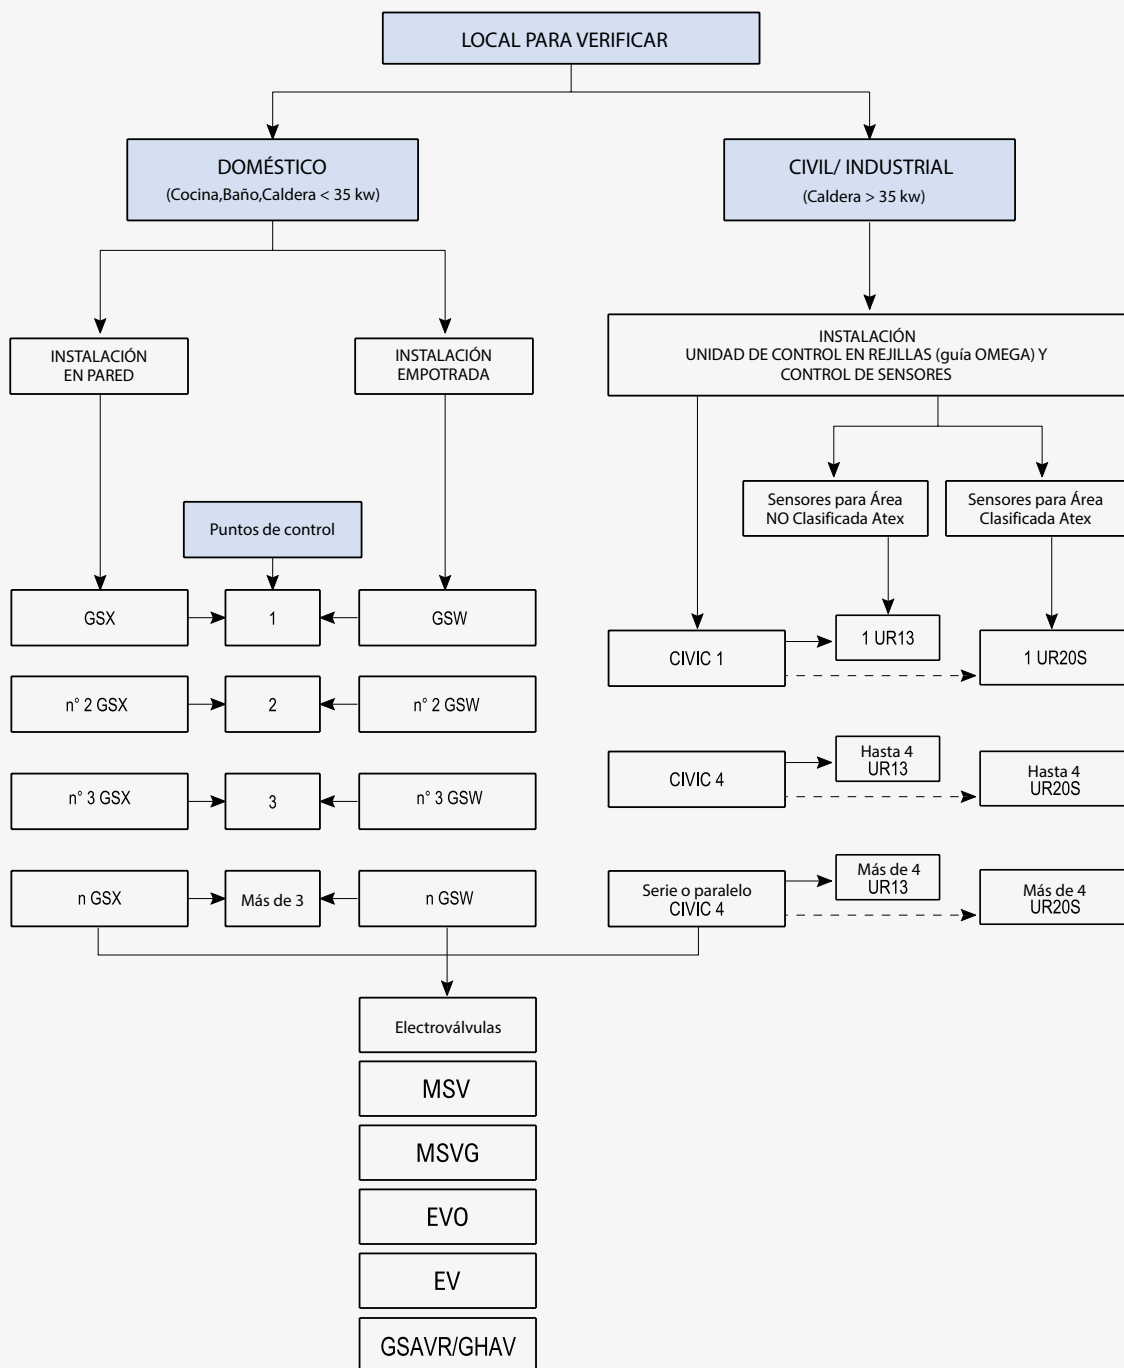 LOCAL PARA VERIFICAR
DOMÉSTICO
(Cocina,Baño,Caldera < 35 kw)
CIVIL/ INDUSTRIAL
(Caldera > 35 kw)
INSTALACIÓN
EN PARED
INSTALACIÓN
EMPOTRADA
INSTALACIÓN
UNIDAD DE CONTROL EN REJILLAS (guía OMEGA) Y
CONTROL DE SENSORES
Sensores para Área
NO Clasificada Atex
Sensores para Área
Clasificada Atex
Puntos de control
GSX
1
GSW
CIVIC 1
1 UR13
1 UR20S
n° 2 GSX
2
n° 2 GSW
n° 3 GSX
3
n° 3 GSW
CIVIC 4
Hasta 4
UR13
Hasta 4
UR20S
n GSX
Más de 3
n GSW
Serie o paralelo
CIVIC 4
Más de 4
UR13
Más de 4
UR20S
Electroválvulas
MSV
MSVG
EVO
EV
GSAVR/GHAV